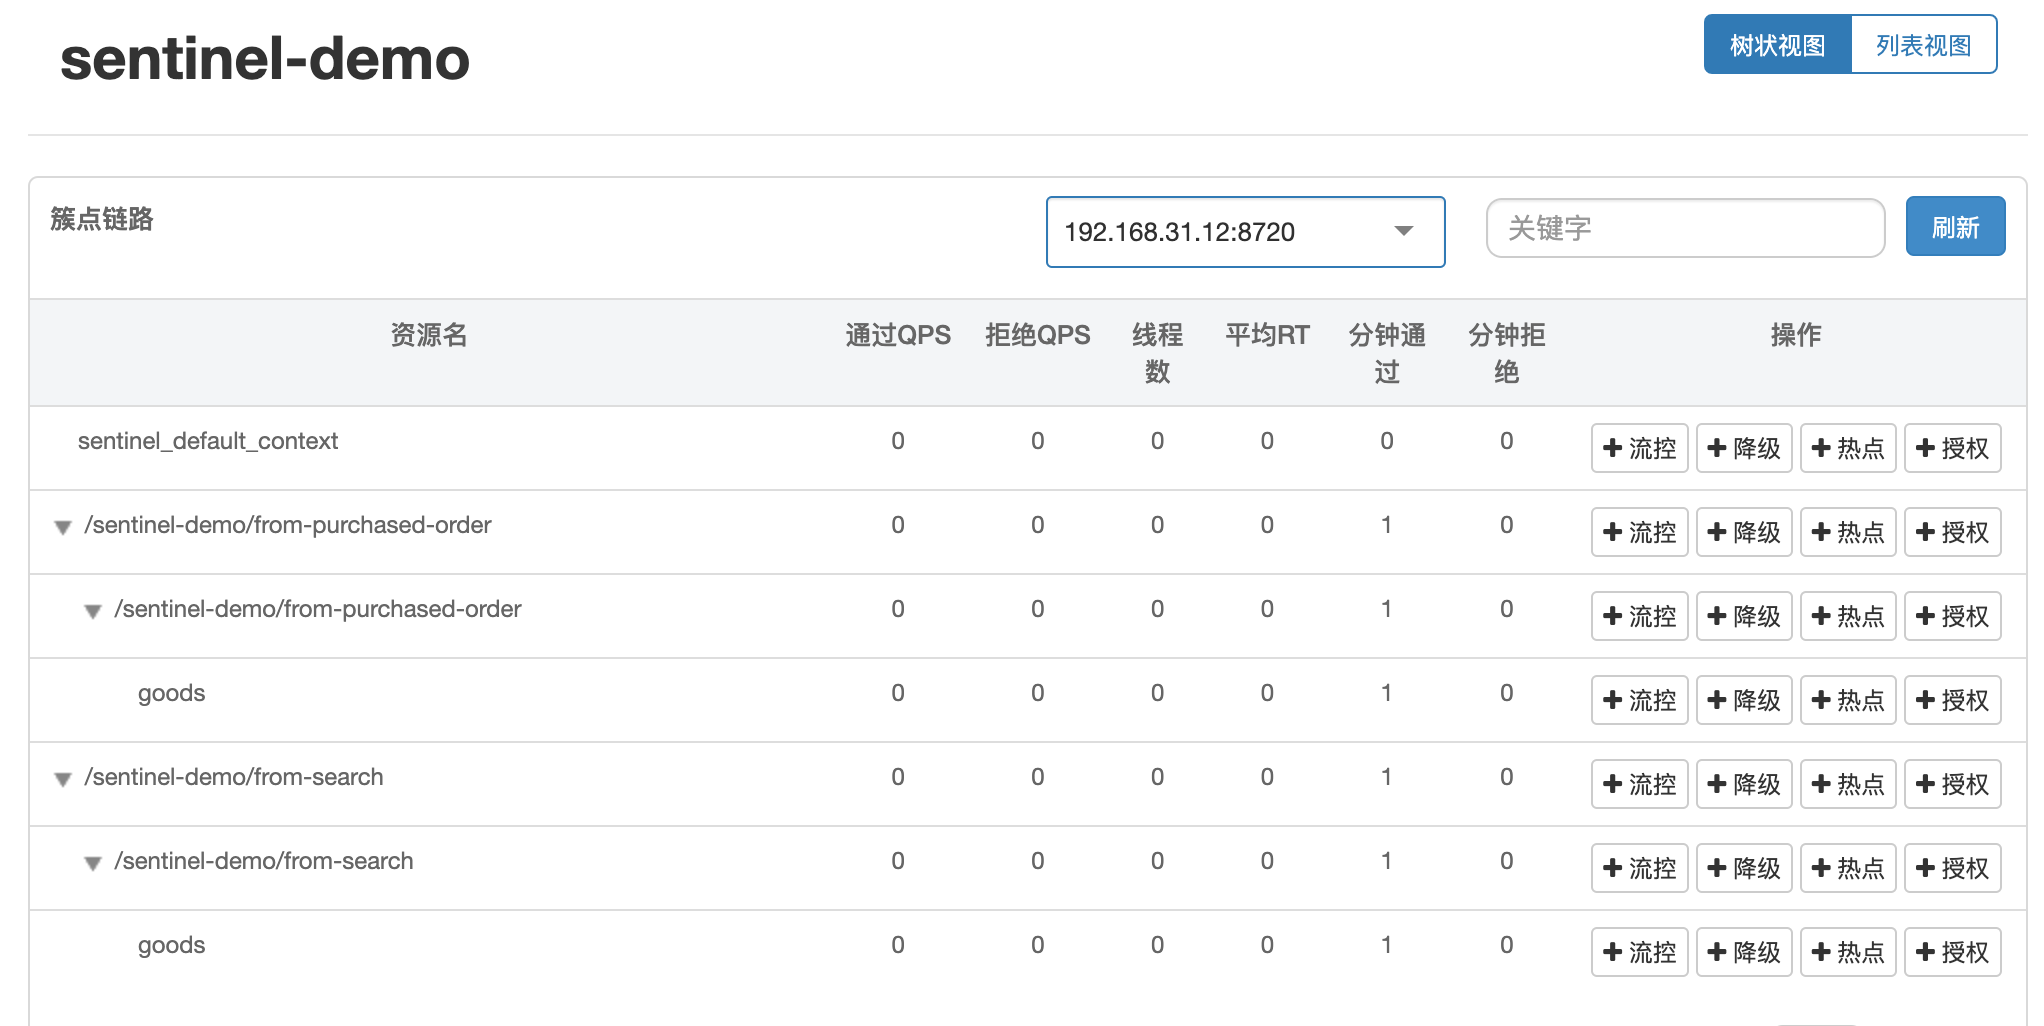 sentinel-demo
树状视图 列表视图
簇点链路 192.168.31.12:8720 关键字 刷新
资源名 通过QPS 拒绝QPS 线程数 平均RT 分钟通过 分钟拒绝 操作
sentinel_default_context 0 0 0 0 0 0 流控 降级 热点 授权
/sentinel-demo/from-purchased-order 0 0 0 0 1 0 流控 降级 热点 授权
/sentinel-demo/from-purchased-order 0 0 0 0 1 0 流控 降级 热点 授权
goods 0 0 0 0 1 0 流控 降级 热点 授权
/sentinel-demo/from-search 0 0 0 0 1 0 流控 降级 热点 授权
/sentinel-demo/from-search 0 0 0 0 1 0 流控 降级 热点 授权
goods 0 0 0 0 1 0 流控 降级 热点 授权